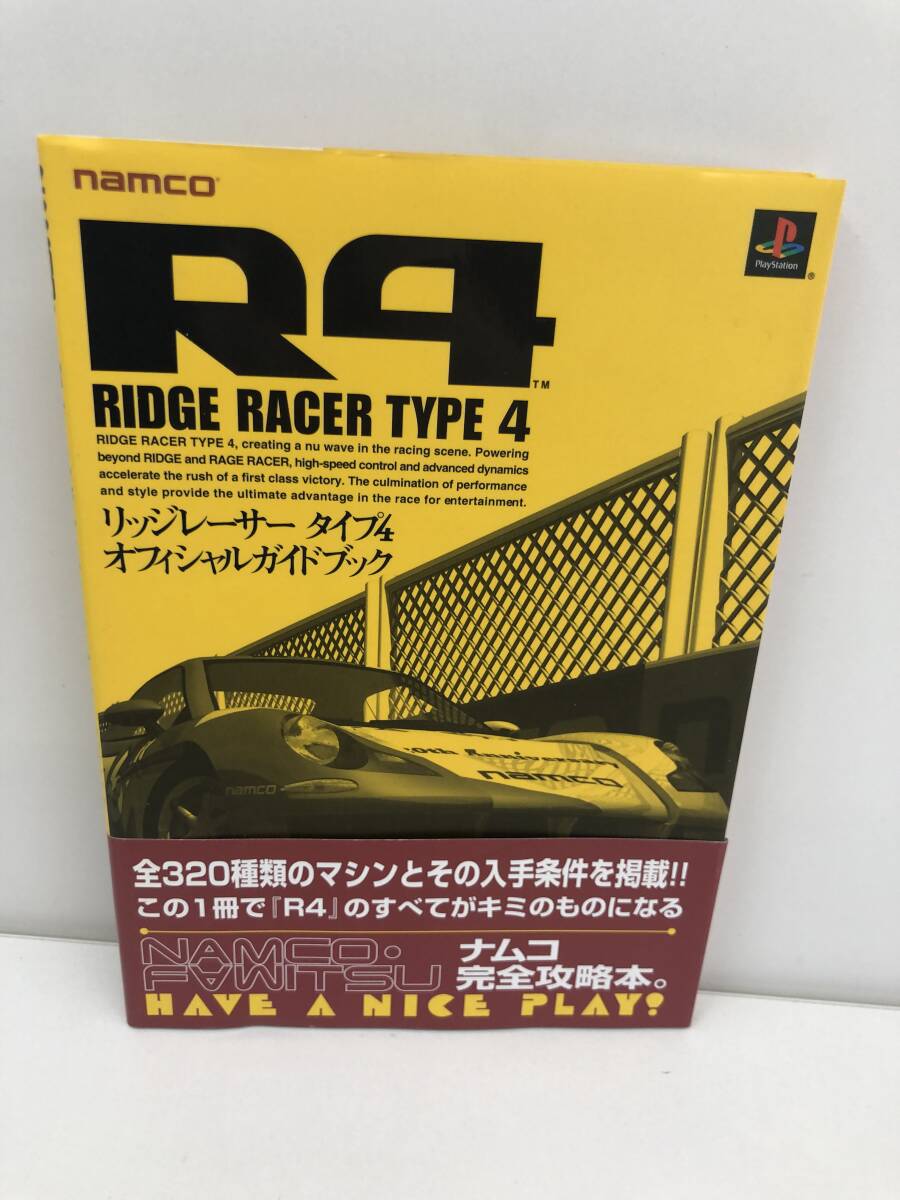 namco
PlayStation
R4
RIDGE RACER TYPE 4
RIDGE RACER TYPE 4, creating a nu wave in the racing scene. Powering
beyond RIDGE and RAGE RACER, high-speed control and advanced dynamics
accelerate the rush of a first class victory. The culmination of performance
and style provide the ultimate advantage in the race for entertainment.
リッジレーサー タイプ4
オフィシャルガイドブック
0th Anniversary
namco
namco
全320種類のマシンとその入手条件を掲載!!
この1冊で『R4』のすべてがキミのものになる
NAMCO・
FAMITSU
ナムコ
完全攻略本。
HAVE A NICE PLAY!